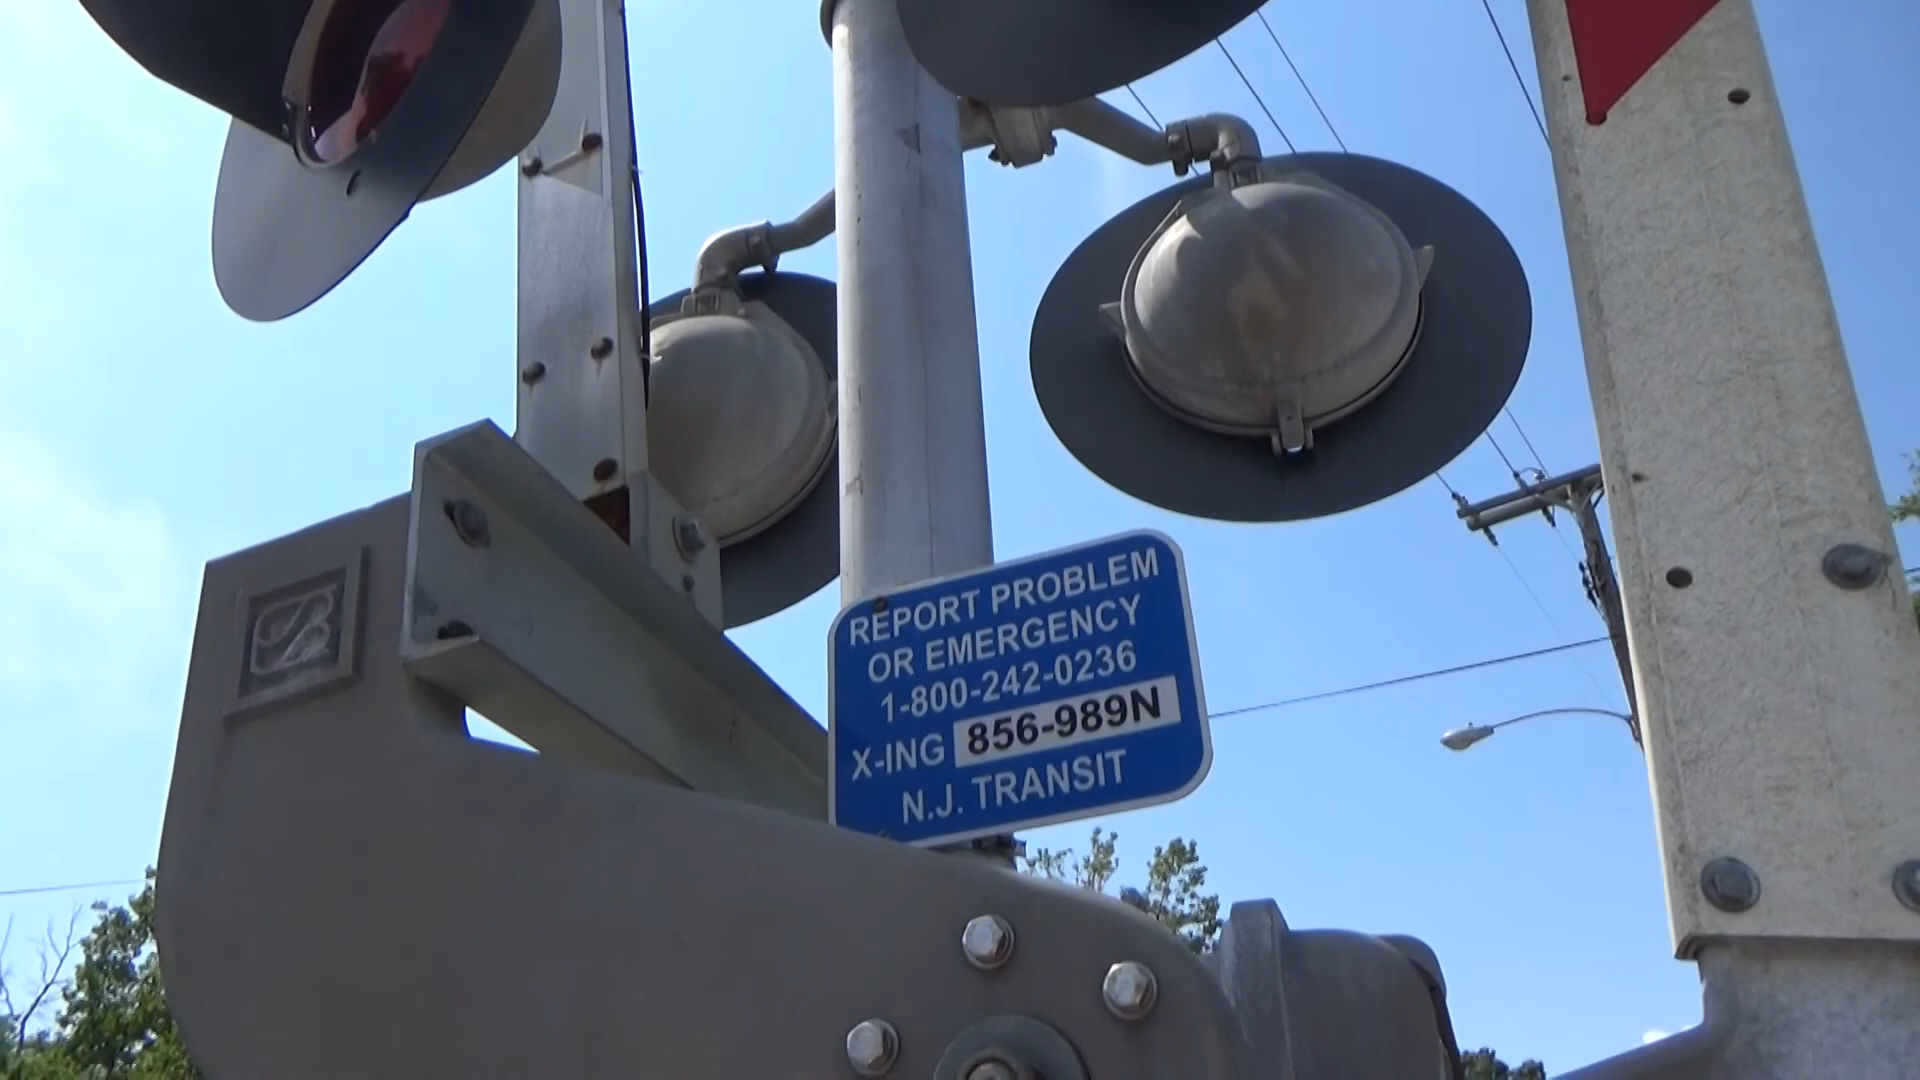 REPORT PROBLEM
OR EMERGENCY
1-800-242-0236
X-ING 856-989N
N.J. TRANSIT